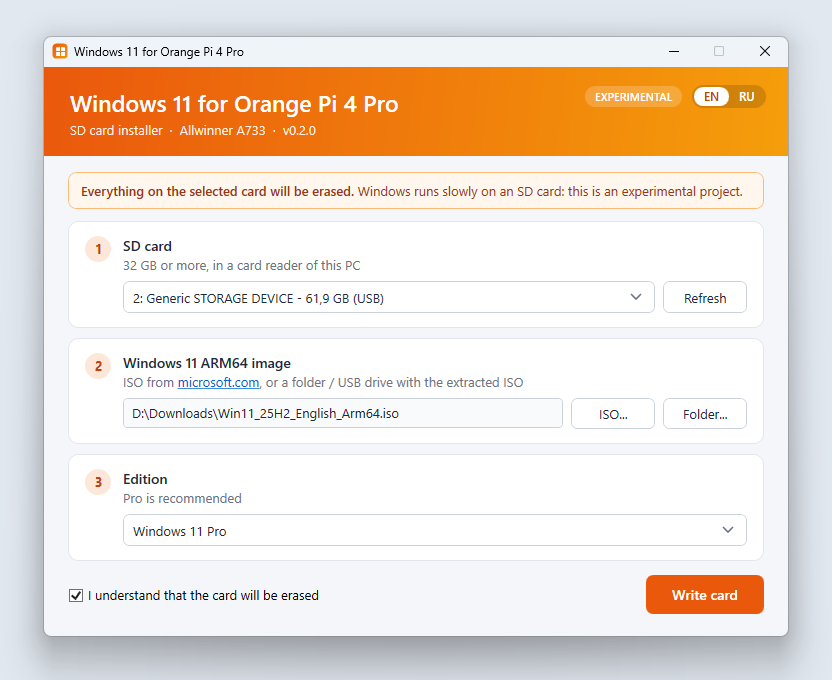 Windows 11 for Orange Pi 4 Pro
Windows 11 for Orange Pi 4 Pro
EXPERIMENTAL
EN RU
SD card installer · Allwinner A733 · v0.2.0
Everything on the selected card will be erased. Windows runs slowly on an SD card: this is an experimental project.
1 SD card
32 GB or more, in a card reader of this PC
2: Generic STORAGE DEVICE - 61,9 GB (USB)
Refresh
2 Windows 11 ARM64 image
ISO from microsoft.com, or a folder / USB drive with the extracted ISO
D:\Downloads\Win11_25H2_English_Arm64.iso
ISO...
Folder...
3 Edition
Pro is recommended
Windows 11 Pro
I understand that the card will be erased
Write card